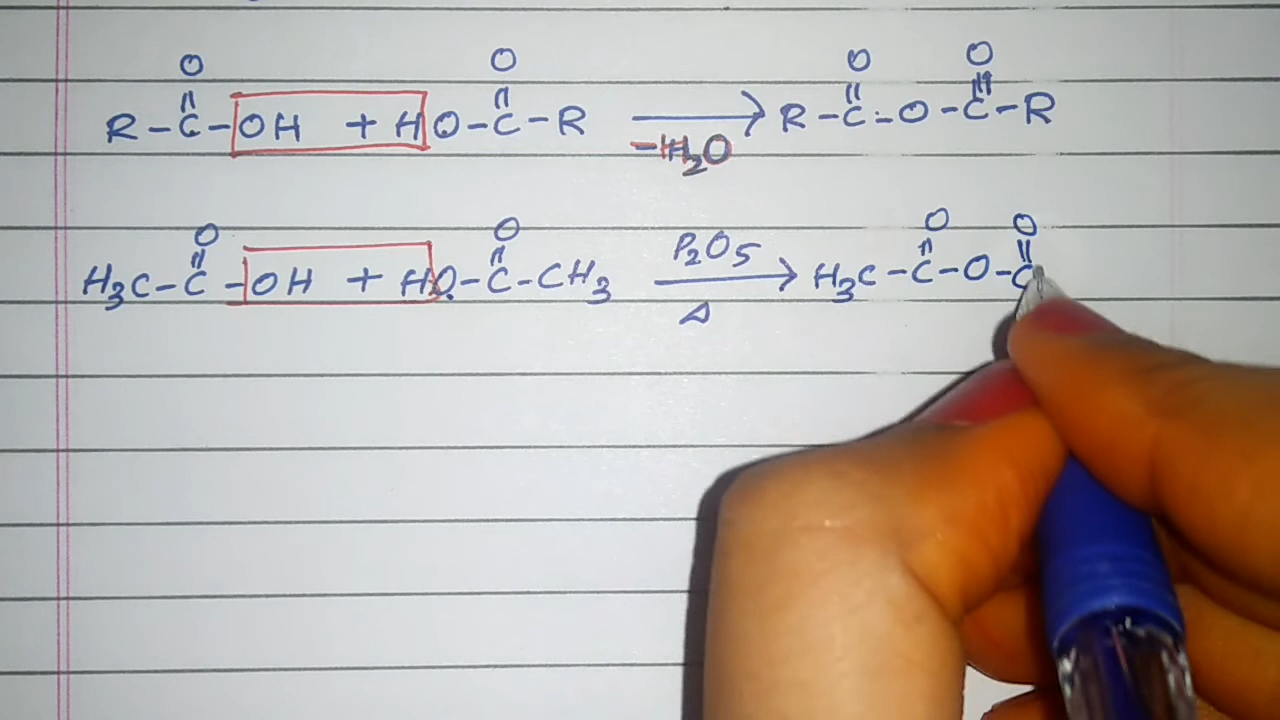 O O O O
R-C-OH + HO-C-R → R-C-O-C-R
-H₂O
O O P₂O₅ O O
H₃C-C-OH + HO-C-CH₃ → H₃C-C-O-C
Δ